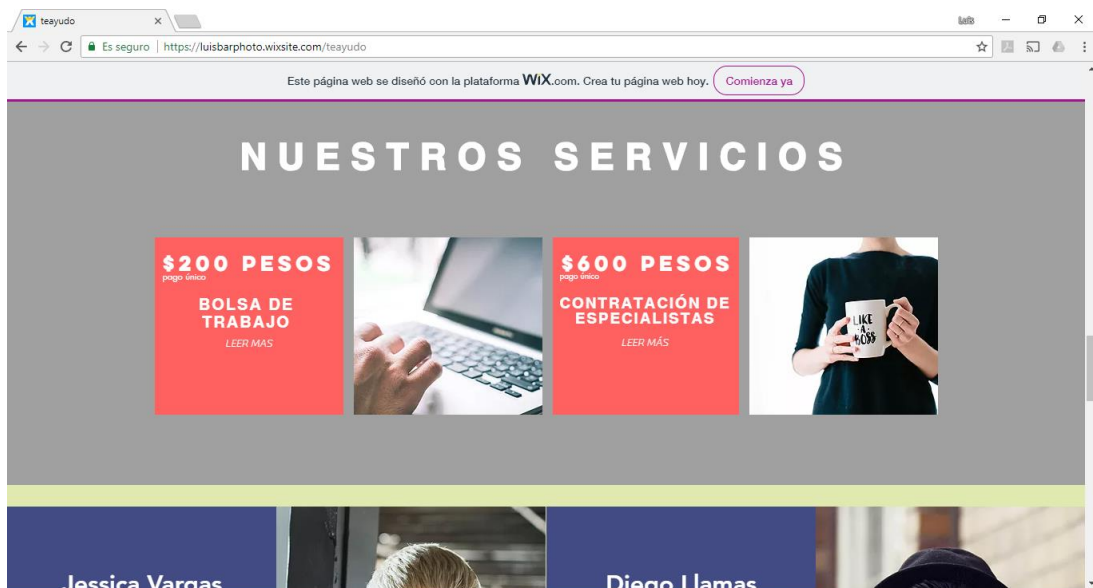 teayudo
Luis
Es seguro | https://luisbarphoto.wixsite.com/teayudo
Este página web se diseñó con la plataforma WiX.com. Crea tu página web hoy. Comienza ya
NUESTROS SERVICIOS
$200 PESOS
pago único
BOLSA DE
TRABAJO
LEER MAS
$600 PESOS
pago único
CONTRATACIÓN DE
ESPECIALISTAS
LEER MÁS
LIKE
·A·
BOSS
Jessica Vargas
Diego Llamas